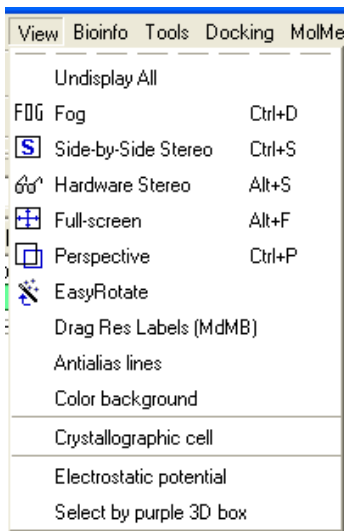 View Bioinfo Tools Docking MolMe
Undisplay All
FOG Fog Ctrl+D
S Side-by-Side Stereo Ctrl+S
Hardware Stereo Alt+S
Full-screen Alt+F
Perspective Ctrl+P
EasyRotate
Drag Res Labels (MdMB)
Antialias lines
Color background
Crystallographic cell
Electrostatic potential
Select by purple 3D box